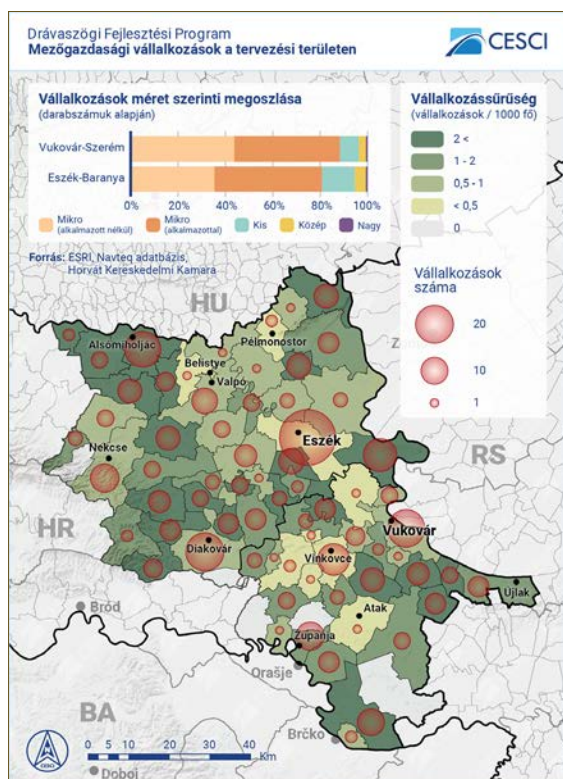 Drávaszögi Fejlesztési Program
Mezőgazdasági vállalkozások a tervezési területen
CESCI
Vállalkozások méret szerinti megoszlása
(darabszámuk alapján)
Vukovár-Szerém
Eszék-Baranya
0% 20% 40% 60% 80% 100%
Mikro (alkalmazott nélkül)
Mikro (alkalmazottal)
Kis
Közép
Nagy
Forrás: ESRI, Navteq adatbázis,
Horvát Kereskedelmi Kamara
Vállalkozássűrűség
(vállalkozások / 1000 fő)
2 <
1 - 2
0,5 - 1
< 0,5
0
Vállalkozások
száma
20
10
1
HU
Alsómiholjác
Pélmonostor
Belistye
Valpó
Eszék
Nekcse
RS
HR
Vukovár
Diakovár
Vinkovce
Újlak
Bród
Atak
Zupanja
Orašje
BA
Brčko
Doboj
0 5 10 20 30 40
Km
CESCI